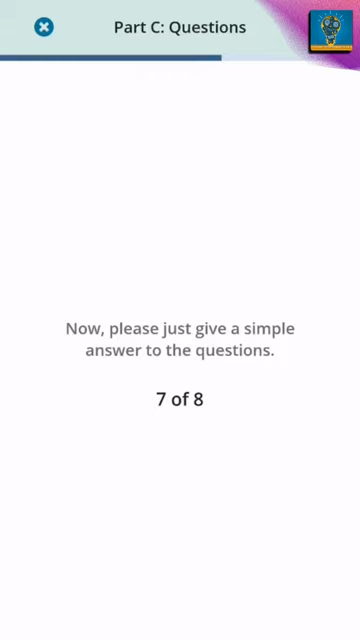 Part C: Questions
Now, please just give a simple
answer to the questions.
7 of 8